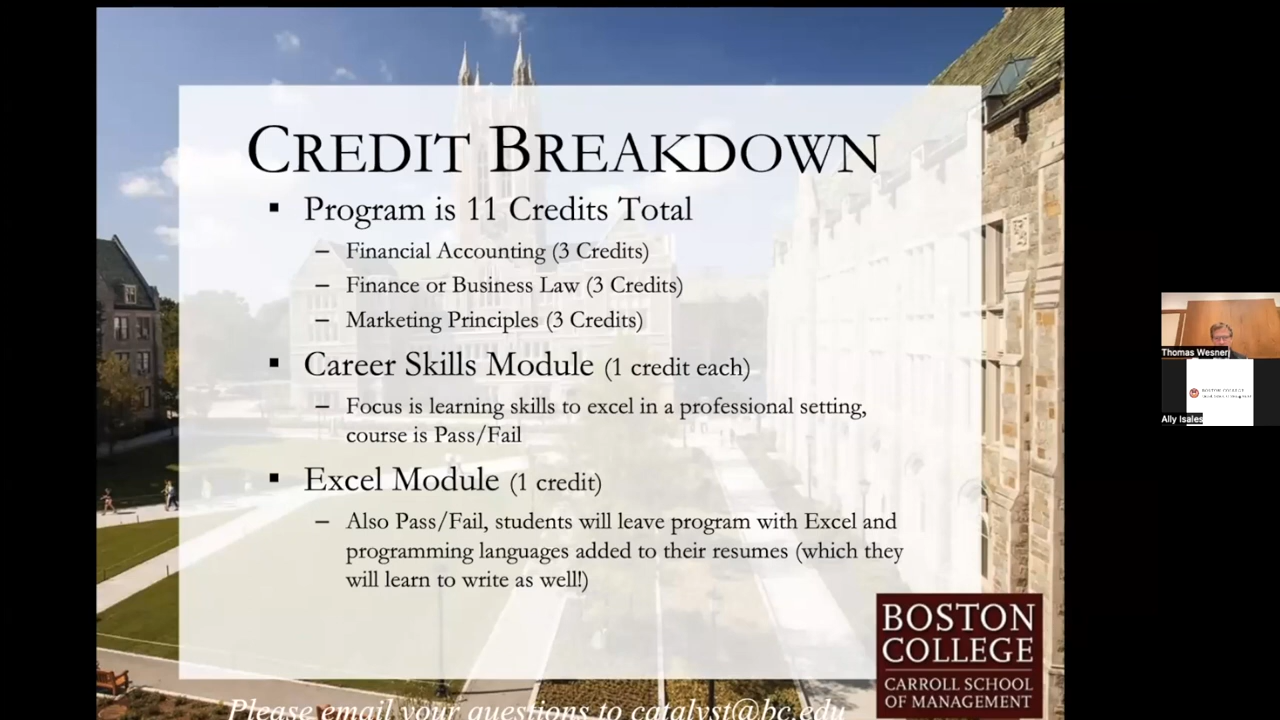 CREDIT BREAKDOWN
▪ Program is 11 Credits Total
– Financial Accounting (3 Credits)
– Finance or Business Law (3 Credits)
– Marketing Principles (3 Credits)
▪ Career Skills Module (1 credit each)
– Focus is learning skills to excel in a professional setting,
course is Pass/Fail
▪ Excel Module (1 credit)
– Also Pass/Fail, students will leave program with Excel and
programming languages added to their resumes (which they
will learn to write as well!)
Please email your questions to catalyst@bc.edu
BOSTON
COLLEGE
CARROLL SCHOOL
OF MANAGEMENT
Thomas Wesner
BOSTON COLLEGE
Ally Isales